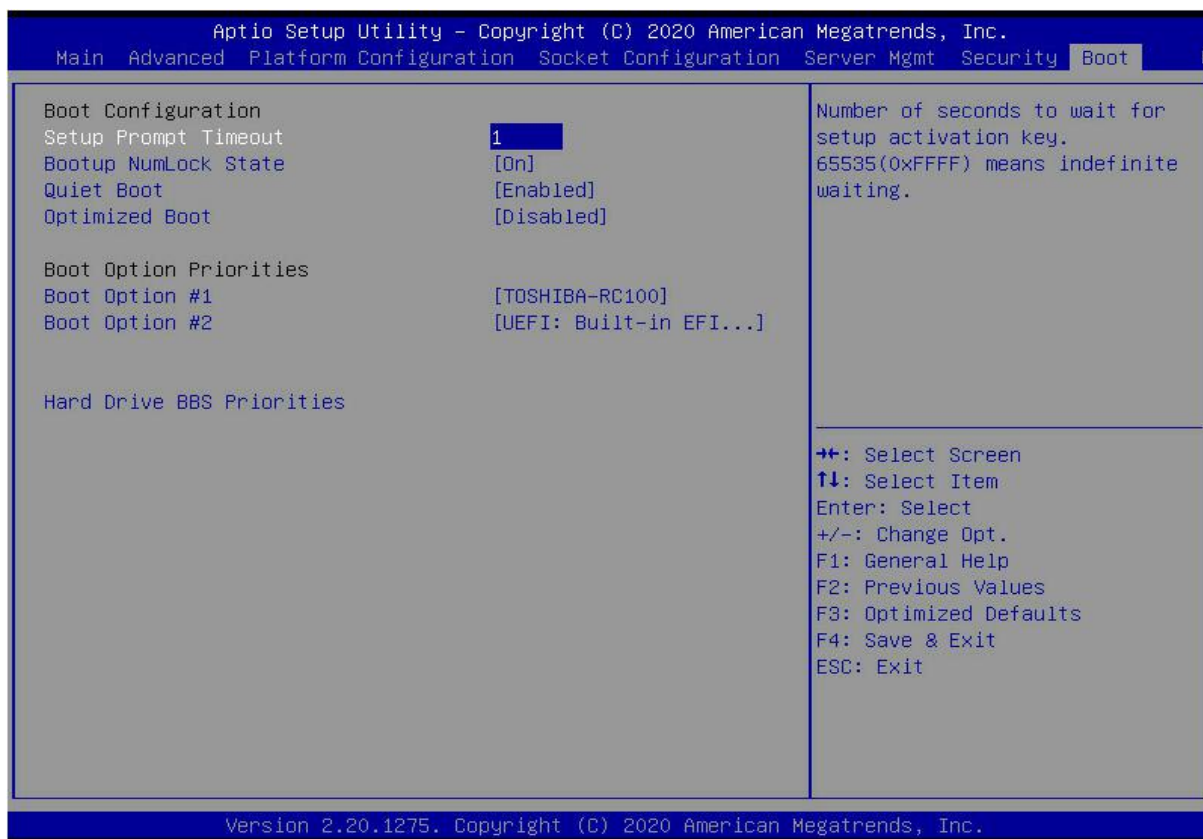 Aptio Setup Utility – Copyright (C) 2020 American Megatrends, Inc.
Main Advanced Platform Configuration Socket Configuration Server Mgmt Security Boot
Boot Configuration
Setup Prompt Timeout 1
Bootup NumLock State [On]
Quiet Boot [Enabled]
Optimized Boot [Disabled]
Boot Option Priorities
Boot Option #1 [TOSHIBA-RC100]
Boot Option #2 [UEFI: Built-in EFI...]
Hard Drive BBS Priorities
Number of seconds to wait for
setup activation key.
65535(0xFFFF) means indefinite
waiting.
→←: Select Screen
↑↓: Select Item
Enter: Select
+/-: Change Opt.
F1: General Help
F2: Previous Values
F3: Optimized Defaults
F4: Save & Exit
ESC: Exit
Version 2.20.1275. Copyright (C) 2020 American Megatrends, Inc.